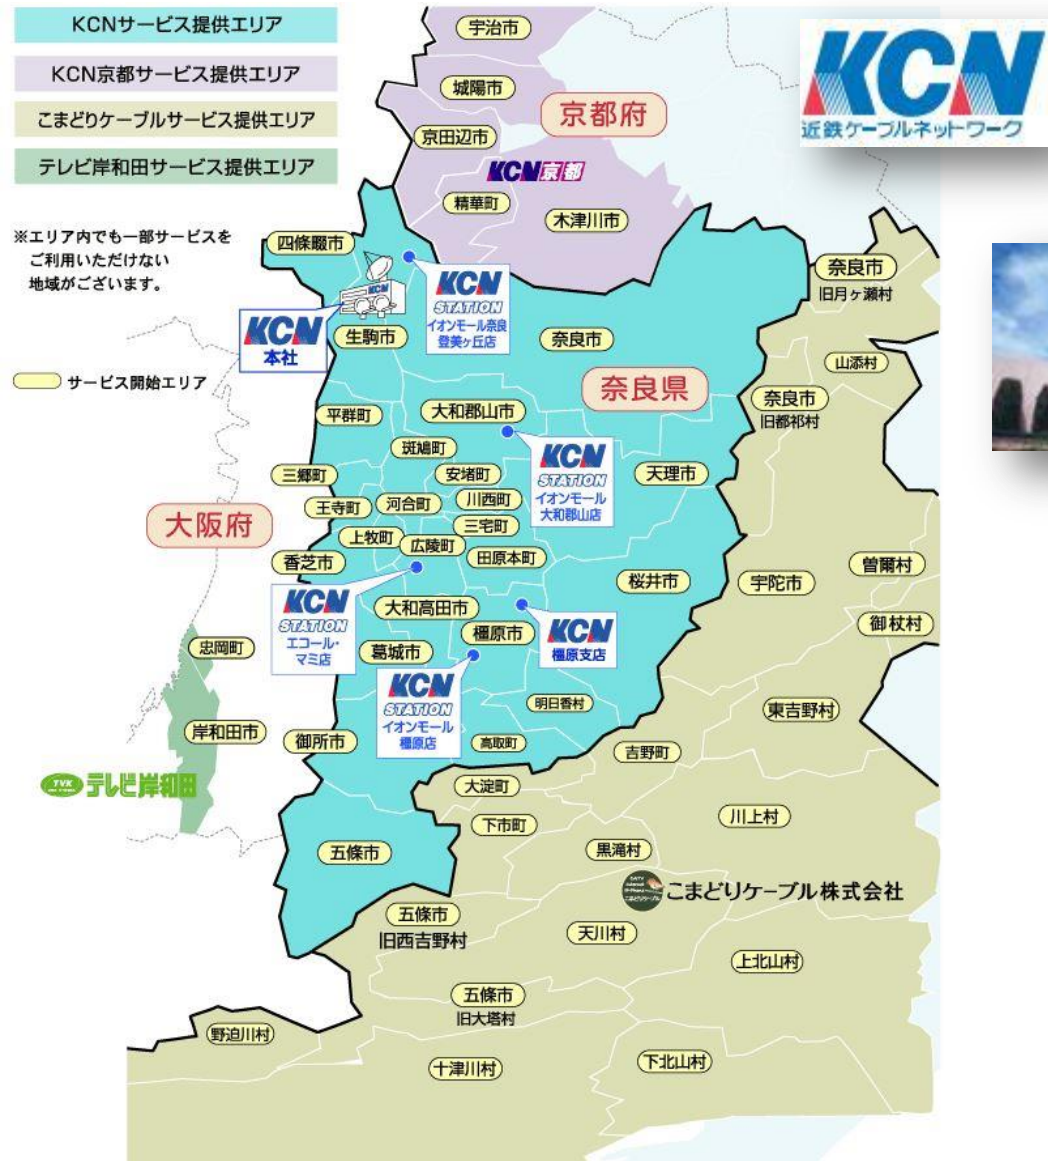 KCNサービス提供エリア
KCN京都サービス提供エリア
こまどりケーブルサービス提供エリア
テレビ岸和田サービス提供エリア
※エリア内でも一部サービスを
ご利用いただけない
地域がございます。
サービス開始エリア
KCN
近鉄ケーブルネットワーク
宇治市
城陽市
京都府
京田辺市
KCN京都
精華町
木津川市
四條畷市
KCN
KCN
STATION
イオンモール奈良
登美ヶ丘店
奈良市
旧月ヶ瀬村
KCN
本社
生駒市
奈良市
山添村
奈良県
奈良市
旧都祁村
平群町
大和郡山市
斑鳩町
KCN
STATION
イオンモール
大和郡山店
三郷町
安堵町
天理市
王寺町
河合町
川西町
大阪府
三宅町
上牧町
広陵町
田原本町
香芝市
曽爾村
桜井市
宇陀市
KCN
STATION
エコール・
マミ店
大和高田市
橿原市
KCN
橿原支店
御杖村
忠岡町
葛城市
KCN
STATION
イオンモール
橿原店
明日香村
東吉野村
岸和田市
御所市
高取町
吉野町
TVK
テレビ岸和田
大淀町
下市町
川上村
五條市
黒滝村
こまどりケーブル株式会社
五條市
旧西吉野村
天川村
上北山村
五條市
旧大塔村
野迫川村
十津川村
下北山村